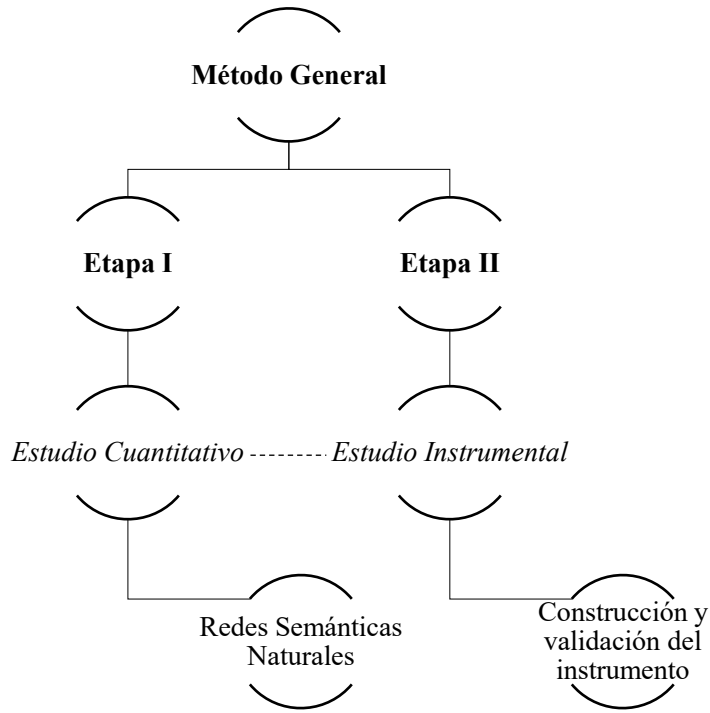 Método General
Etapa I
Etapa II
Estudio Cuantitativo
Estudio Instrumental
Redes Semánticas
Naturales
Construcción y
validación del
instrumento